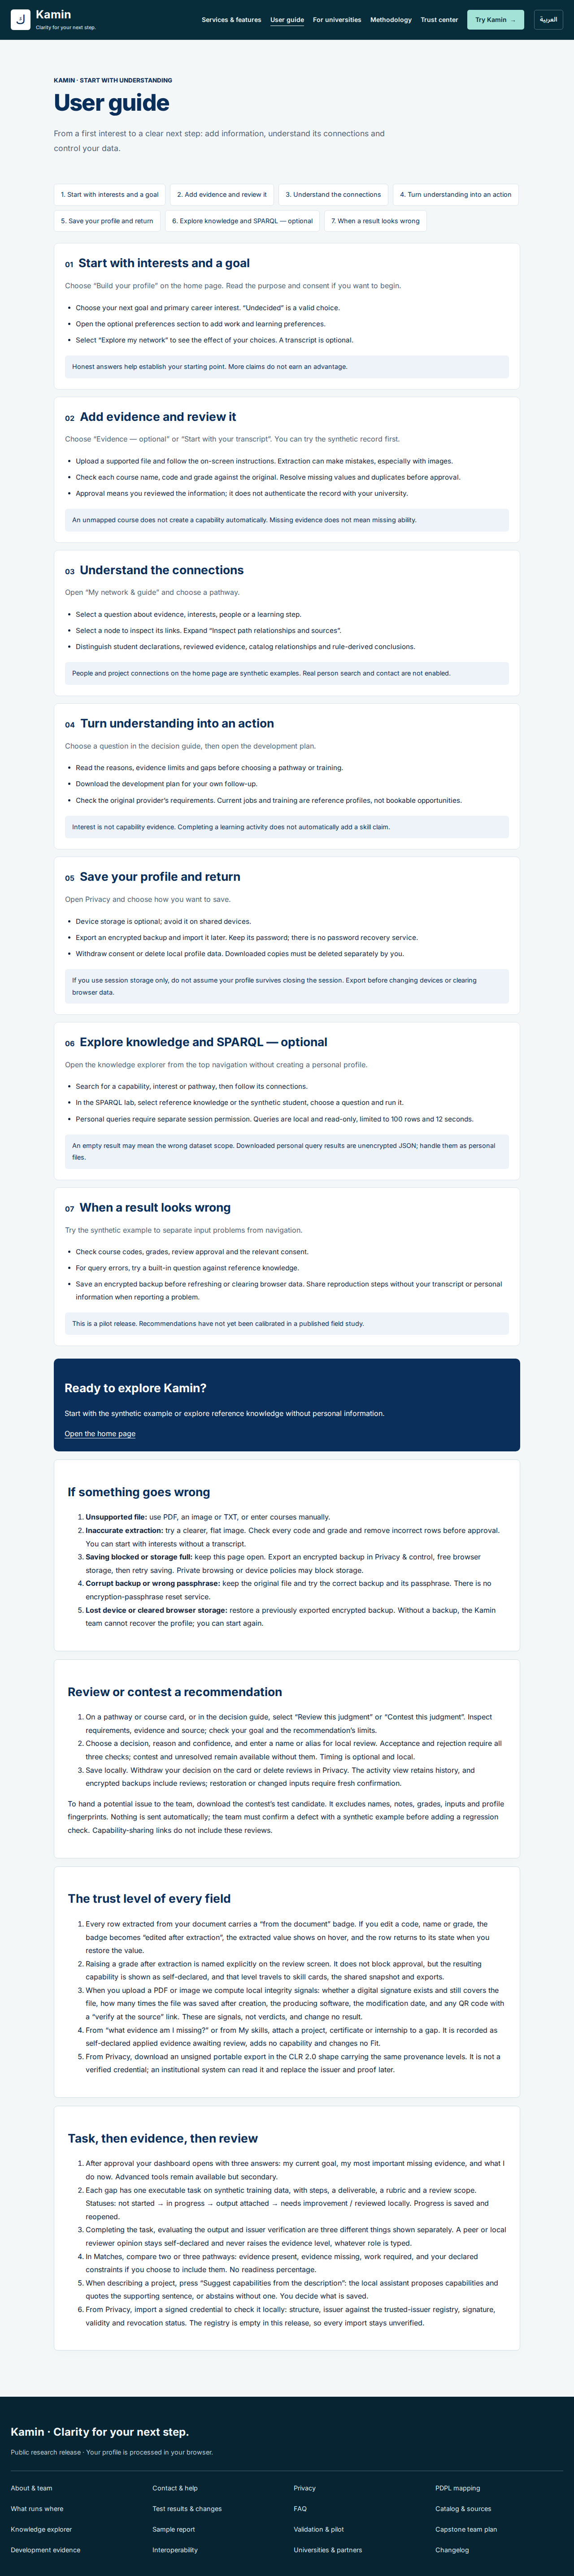 ك
Kamin
Clarity for your next step.
Services & features
User guide
For universities
Methodology
Trust center
Try Kamin →
العربية
KAMIN · START WITH UNDERSTANDING
User guide
From a first interest to a clear next step: add information, understand its connections and
control your data.
1. Start with interests and a goal
2. Add evidence and review it
3. Understand the connections
4. Turn understanding into an action
5. Save your profile and return
6. Explore knowledge and SPARQL — optional
7. When a result looks wrong
01 Start with interests and a goal
Choose “Build your profile” on the home page. Read the purpose and consent if you want to begin.
• Choose your next goal and primary career interest. “Undecided” is a valid choice.
• Open the optional preferences section to add work and learning preferences.
• Select “Explore my network” to see the effect of your choices. A transcript is optional.
Honest answers help establish your starting point. More claims do not earn an advantage.
02 Add evidence and review it
Choose “Evidence — optional” or “Start with your transcript”. You can try the synthetic record first.
• Upload a supported file and follow the on-screen instructions. Extraction can make mistakes, especially with images.
• Check each course name, code and grade against the original. Resolve missing values and duplicates before approval.
• Approval means you reviewed the information; it does not authenticate the record with your university.
An unmapped course does not create a capability automatically. Missing evidence does not mean missing ability.
03 Understand the connections
Open “My network & guide” and choose a pathway.
• Select a question about evidence, interests, people or a learning step.
• Select a node to inspect its links. Expand “Inspect path relationships and sources”.
• Distinguish student declarations, reviewed evidence, catalog relationships and rule-derived conclusions.
People and project connections on the home page are synthetic examples. Real person search and contact are not enabled.
04 Turn understanding into an action
Choose a question in the decision guide, then open the development plan.
• Read the reasons, evidence limits and gaps before choosing a pathway or training.
• Download the development plan for your own follow-up.
• Check the original provider’s requirements. Current jobs and training are reference profiles, not bookable opportunities.
Interest is not capability evidence. Completing a learning activity does not automatically add a skill claim.
05 Save your profile and return
Open Privacy and choose how you want to save.
• Device storage is optional; avoid it on shared devices.
• Export an encrypted backup and import it later. Keep its password; there is no password recovery service.
• Withdraw consent or delete local profile data. Downloaded copies must be deleted separately by you.
If you use session storage only, do not assume your profile survives closing the session. Export before changing devices or clearing
browser data.
06 Explore knowledge and SPARQL — optional
Open the knowledge explorer from the top navigation without creating a personal profile.
• Search for a capability, interest or pathway, then follow its connections.
• In the SPARQL lab, select reference knowledge or the synthetic student, choose a question and run it.
• Personal queries require separate session permission. Queries are local and read-only, limited to 100 rows and 12 seconds.
An empty result may mean the wrong dataset scope. Downloaded personal query results are unencrypted JSON; handle them as personal
files.
07 When a result looks wrong
Try the synthetic example to separate input problems from navigation.
• Check course codes, grades, review approval and the relevant consent.
• For query errors, try a built-in question against reference knowledge.
• Save an encrypted backup before refreshing or clearing browser data. Share reproduction steps without your transcript or personal
information when reporting a problem.
This is a pilot release. Recommendations have not yet been calibrated in a published field study.
Ready to explore Kamin?
Start with the synthetic example or explore reference knowledge without personal information.
Open the home page
If something goes wrong
1. Unsupported file: use PDF, an image or TXT, or enter courses manually.
2. Inaccurate extraction: try a clearer, flat image. Check every code and grade and remove incorrect rows before approval.
You can start with interests without a transcript.
3. Saving blocked or storage full: keep this page open. Export an encrypted backup in Privacy & control, free browser
storage, then retry saving. Private browsing or device policies may block storage.
4. Corrupt backup or wrong passphrase: keep the original file and try the correct backup and its passphrase. There is no
encryption-passphrase reset service.
5. Lost device or cleared browser storage: restore a previously exported encrypted backup. Without a backup, the Kamin
team cannot recover the profile; you can start again.
Review or contest a recommendation
1. On a pathway or course card, or in the decision guide, select “Review this judgment” or “Contest this judgment”. Inspect
requirements, evidence and source; check your goal and the recommendation’s limits.
2. Choose a decision, reason and confidence, and enter a name or alias for local review. Acceptance and rejection require all
three checks; contest and unresolved remain available without them. Timing is optional and local.
3. Save locally. Withdraw your decision on the card or delete reviews in Privacy. The activity view retains history, and
encrypted backups include reviews; restoration or changed inputs require fresh confirmation.
To hand a potential issue to the team, download the contest’s test candidate. It excludes names, notes, grades, inputs and profile
fingerprints. Nothing is sent automatically; the team must confirm a defect with a synthetic example before adding a regression
check. Capability-sharing links do not include these reviews.
The trust level of every field
1. Every row extracted from your document carries a “from the document” badge. If you edit a code, name or grade, the
badge becomes “edited after extraction”, the extracted value shows on hover, and the row returns to its state when you
restore the value.
2. Raising a grade after extraction is named explicitly on the review screen. It does not block approval, but the resulting
capability is shown as self-declared, and that level travels to skill cards, the shared snapshot and exports.
3. When you upload a PDF or image we compute local integrity signals: whether a digital signature exists and still covers the
file, how many times the file was saved after creation, the producing software, the modification date, and any QR code with
a “verify at the source” link. These are signals, not verdicts, and change no result.
4. From “what evidence am I missing?” or from My skills, attach a project, certificate or internship to a gap. It is recorded as
self-declared applied evidence awaiting review, adds no capability and changes no Fit.
5. From Privacy, download an unsigned portable export in the CLR 2.0 shape carrying the same provenance levels. It is not a
verified credential; an institutional system can read it and replace the issuer and proof later.
Task, then evidence, then review
1. After approval your dashboard opens with three answers: my current goal, my most important missing evidence, and what I
do now. Advanced tools remain available but secondary.
2. Each gap has one executable task on synthetic training data, with steps, a deliverable, a rubric and a review scope.
Statuses: not started → in progress → output attached → needs improvement / reviewed locally. Progress is saved and
reopened.
3. Completing the task, evaluating the output and issuer verification are three different things shown separately. A peer or local
reviewer opinion stays self-declared and never raises the evidence level, whatever role is typed.
4. In Matches, compare two or three pathways: evidence present, evidence missing, work required, and your declared
constraints if you choose to include them. No readiness percentage.
5. When describing a project, press “Suggest capabilities from the description”: the local assistant proposes capabilities and
quotes the supporting sentence, or abstains without one. You decide what is saved.
6. From Privacy, import a signed credential to check it locally: structure, issuer against the trusted-issuer registry, signature,
validity and revocation status. The registry is empty in this release, so every import stays unverified.
Kamin · Clarity for your next step.
Public research release · Your profile is processed in your browser.
About & team
Contact & help
Privacy
PDPL mapping
What runs where
Test results & changes
FAQ
Catalog & sources
Knowledge explorer
Sample report
Validation & pilot
Capstone team plan
Development evidence
Interoperability
Universities & partners
Changelog